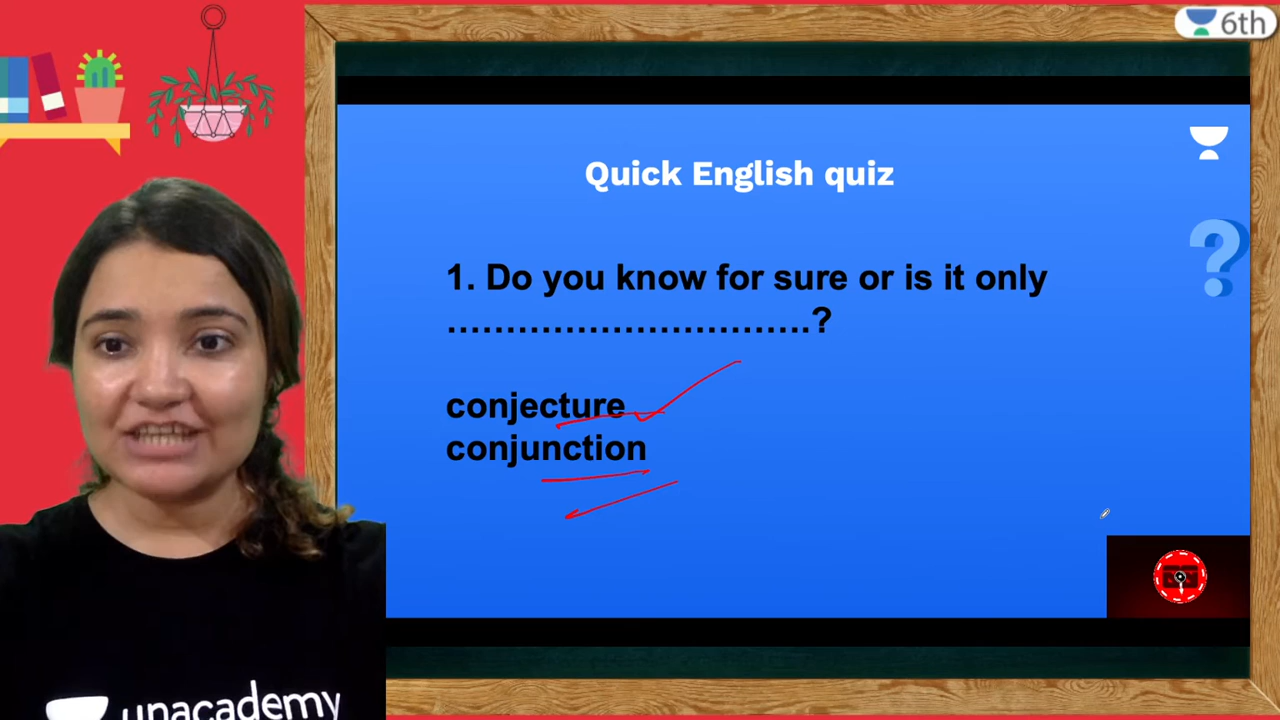 6th
Quick English quiz
1. Do you know for sure or is it only
…………………………?
conjecture
conjunction
unacademy